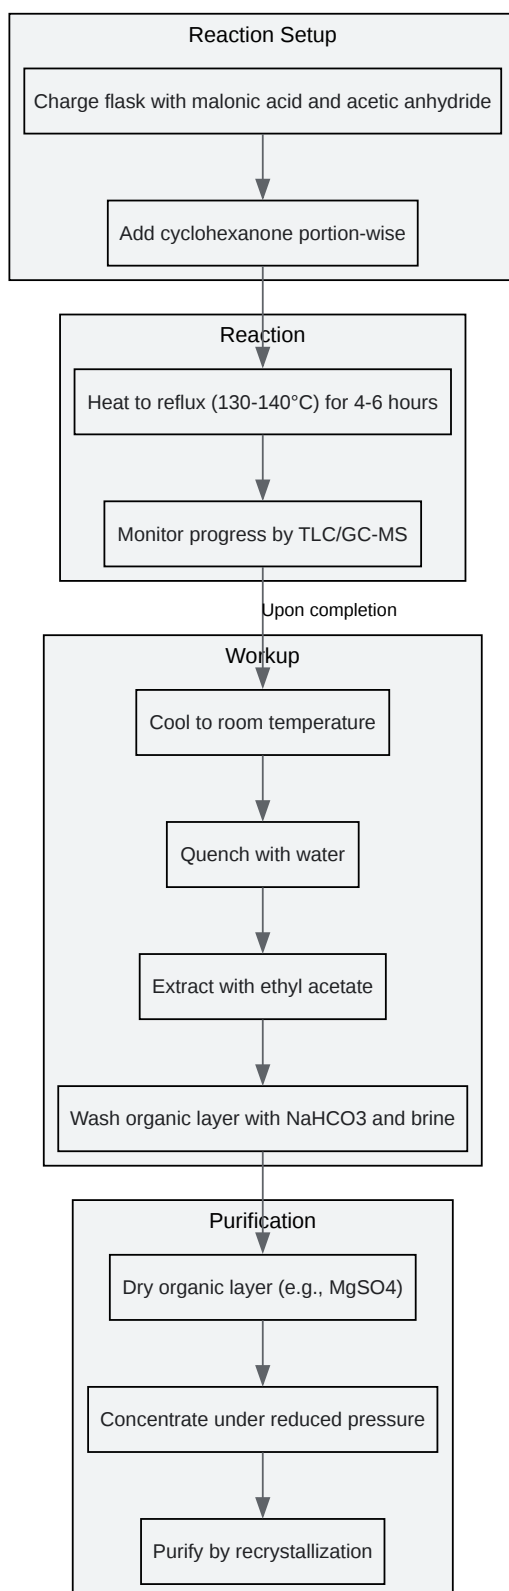 Reaction Setup
Charge flask with malonic acid and acetic anhydride
Add cyclohexanone portion-wise
Reaction
Heat to reflux (130-140°C) for 4-6 hours
Monitor progress by TLC/GC-MS
Upon completion
Workup
Cool to room temperature
Quench with water
Extract with ethyl acetate
Wash organic layer with NaHCO3 and brine
Purification
Dry organic layer (e.g., MgSO4)
Concentrate under reduced pressure
Purify by recrystallization